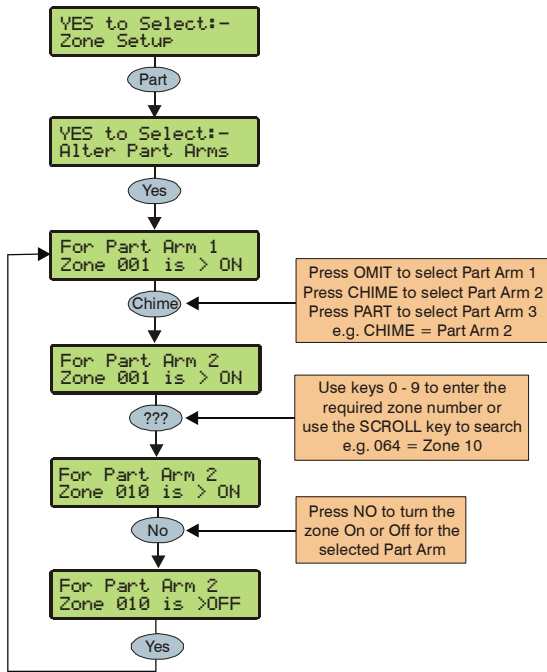 YES to Select:-
Zone Setup
Part
YES to Select:-
Alter Part Arms
Yes
For Part Arm 1
Zone 001 is > ON
Press OMIT to select Part Arm 1
Press CHIME to select Part Arm 2
Press PART to select Part Arm 3
e.g. CHIME = Part Arm 2
Chime
For Part Arm 2
Zone 001 is > ON
Use keys 0 - 9 to enter the
required zone number or
use the SCROLL key to search
e.g. 064 = Zone 10
???
For Part Arm 2
Zone 010 is > ON
Press NO to turn the
zone On or Off for the
selected Part Arm
No
For Part Arm 2
Zone 010 is >OFF
Yes